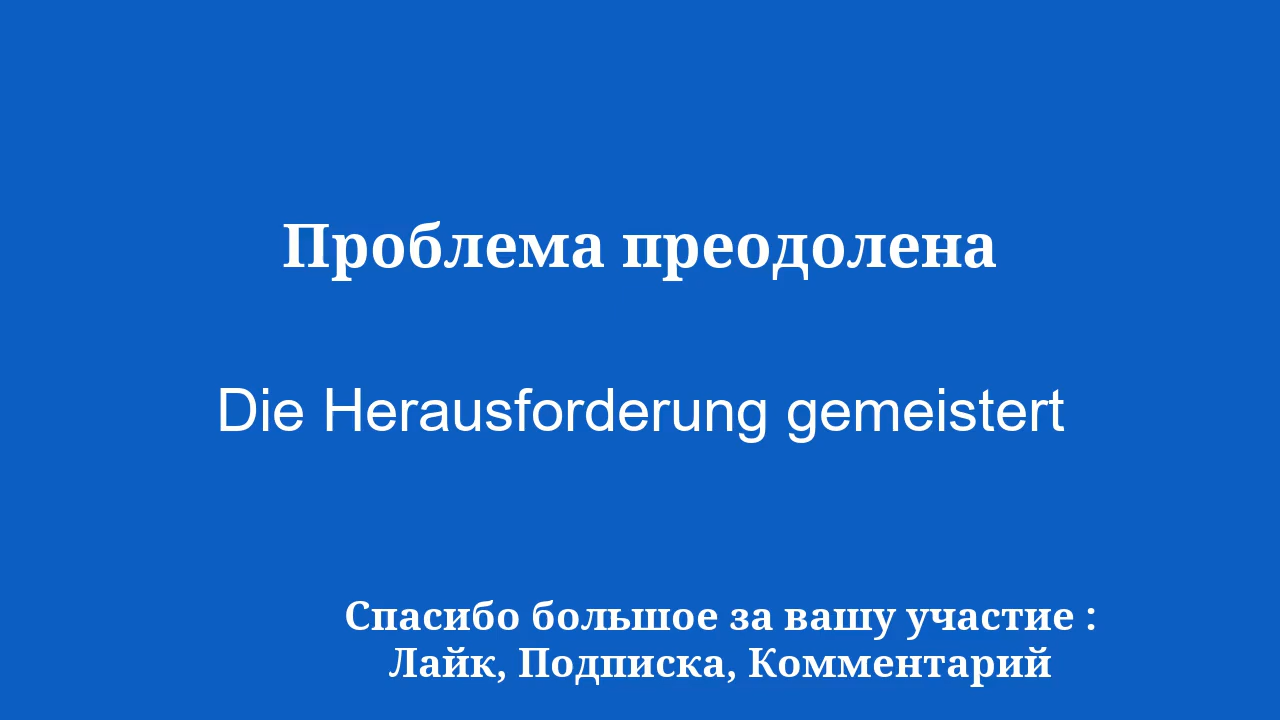 Проблема преодолена
Die Herausforderung gemeistert
Спасибо большое за вашу участие :
Лайк, Подписка, Комментарий